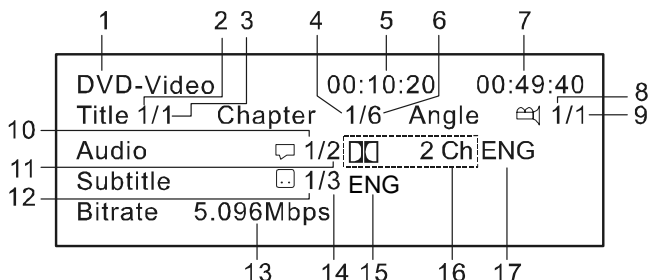 1 2 3 4 5 6 7
DVD-Video 00:10:20 00:49:40
8
Title 1/1 Chapter 1/6 Angle 1/1
9
10
Audio 1/2 2 Ch ENG
11
Subtitle 1/3 ENG
12
Bitrate 5.096Mbps
13 14 15 16 17